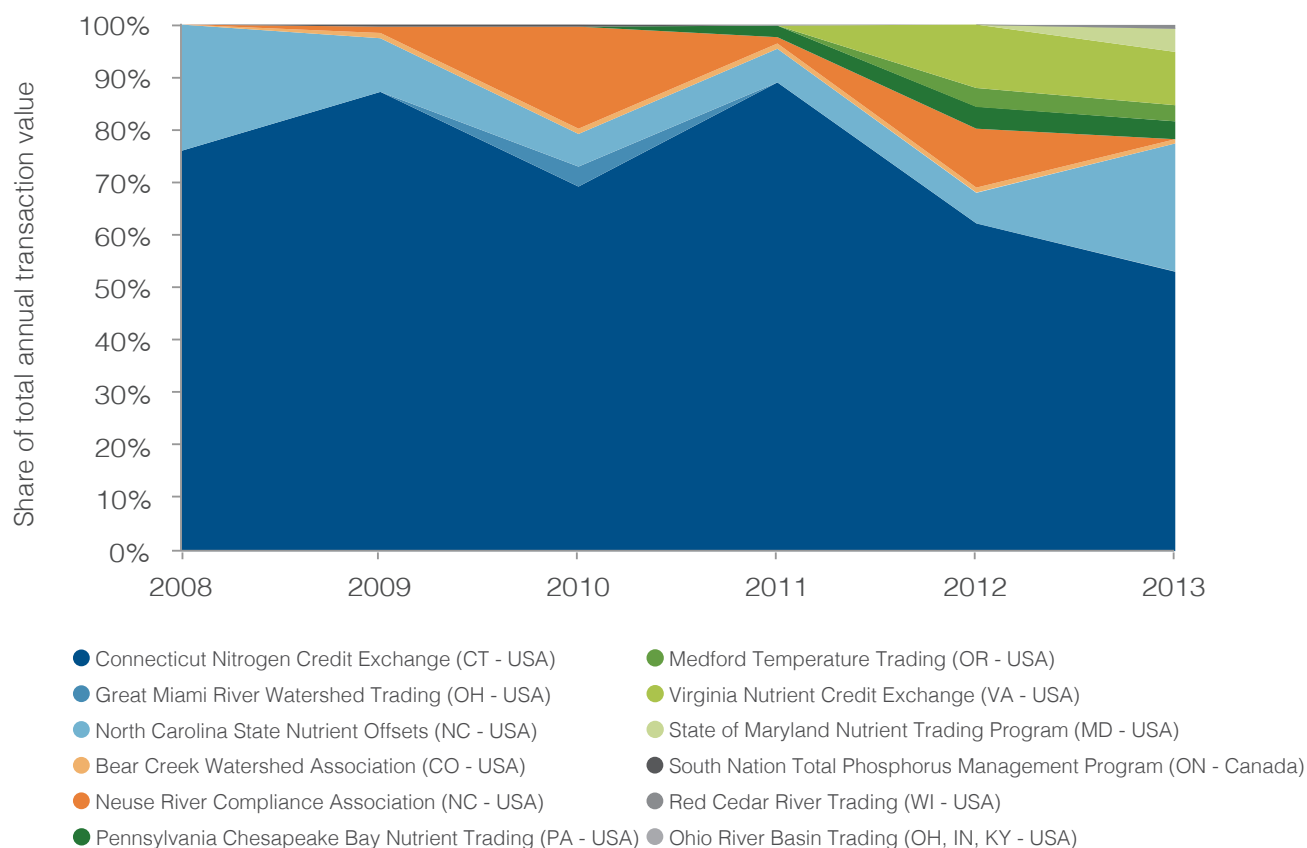 Share of total annual transaction value
100%
90%
80%
70%
60%
50%
40%
30%
20%
10%
0%
2008 2009 2010 2011 2012 2013
Connecticut Nitrogen Credit Exchange (CT - USA)
Great Miami River Watershed Trading (OH - USA)
North Carolina State Nutrient Offsets (NC - USA)
Bear Creek Watershed Association (CO - USA)
Neuse River Compliance Association (NC - USA)
Pennsylvania Chesapeake Bay Nutrient Trading (PA - USA)
Medford Temperature Trading (OR - USA)
Virginia Nutrient Credit Exchange (VA - USA)
State of Maryland Nutrient Trading Program (MD - USA)
South Nation Total Phosphorus Management Program (ON - Canada)
Red Cedar River Trading (WI - USA)
Ohio River Basin Trading (OH, IN, KY - USA)